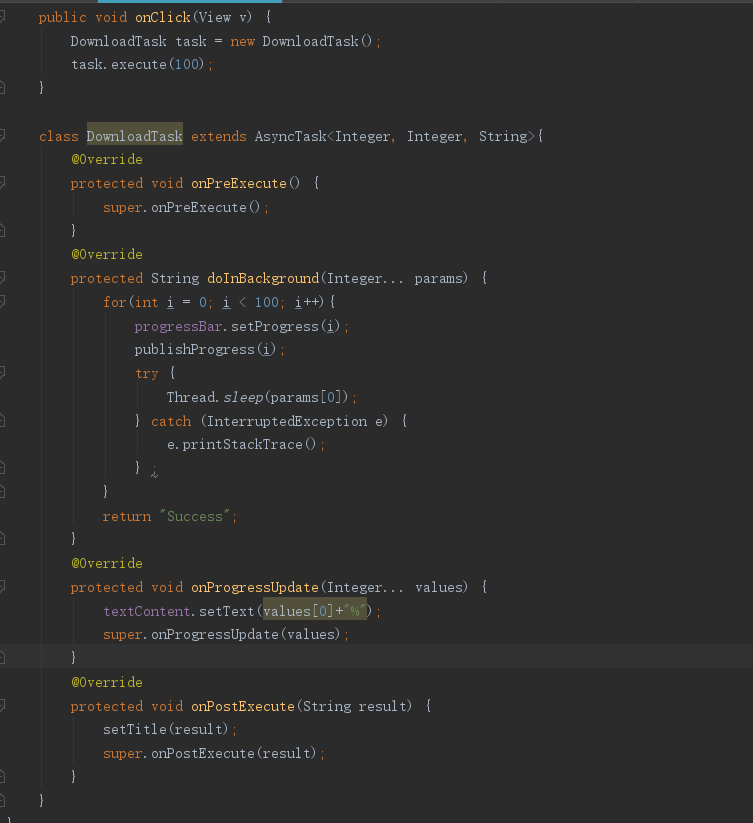 public void onClick(View v) {
DownloadTask task = new DownloadTask();
task.execute(100);
}
class DownloadTask extends AsyncTask<Integer, Integer, String>{
@Override
protected void onPreExecute() {
super.onPreExecute();
}
@Override
protected String doInBackground(Integer... params) {
for(int i = 0; i < 100; i++){
progressBar.setProgress(i);
publishProgress(i);
try {
Thread.sleep(params[0]);
} catch (InterruptedException e) {
e.printStackTrace();
} ;
}
return "Success";
}
@Override
protected void onProgressUpdate(Integer... values) {
textContent.setText(values[0]+"%");
super.onProgressUpdate(values);
}
@Override
protected void onPostExecute(String result) {
setTitle(result);
super.onPostExecute(result);
}
}